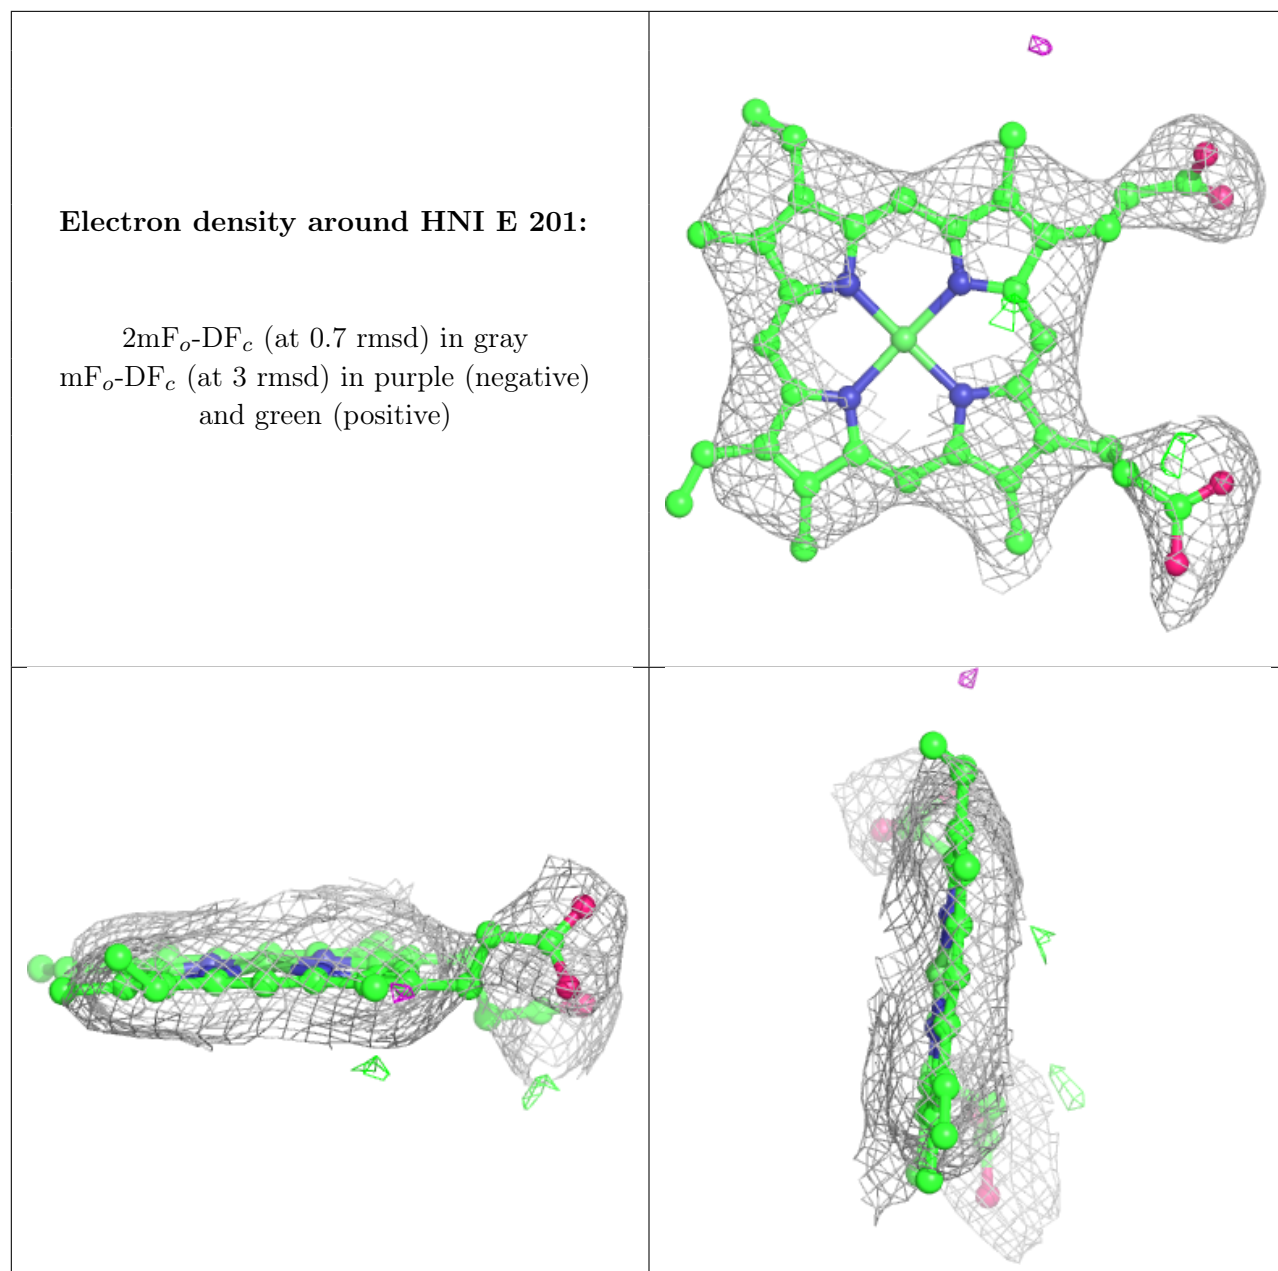 Electron density around HNI E 201:
2mFo-DFc (at 0.7 rmsd) in gray
mFo-DFc (at 3 rmsd) in purple (negative)
and green (positive)